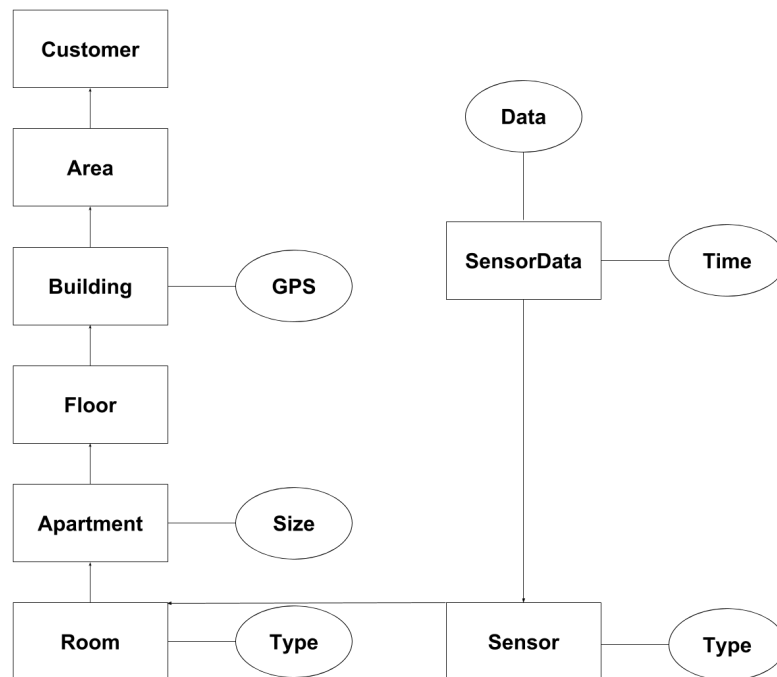 Customer
Data
Area
SensorData
Time
Building
GPS
Floor
Apartment
Size
Room
Type
Sensor
Type